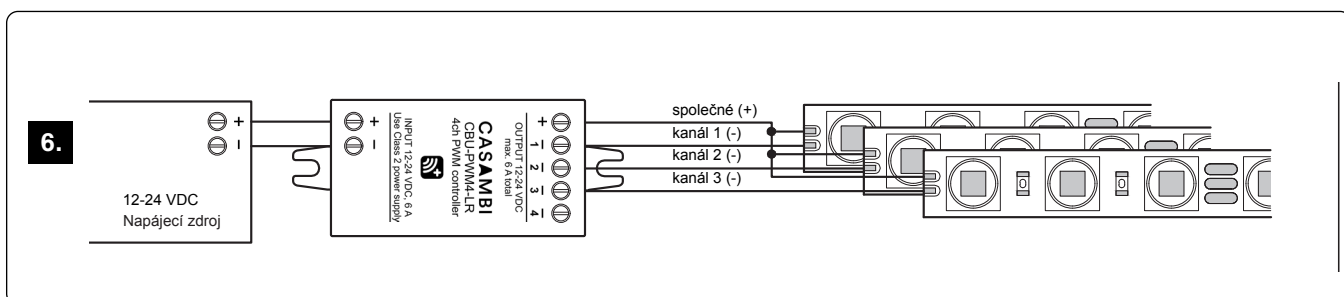 6.
12-24 VDC
Napájecí zdroj
+
−
+
−
INPUT 12-24 VDC, 6 A
Use Class 2 power supply
CASAMBI
CBU-PWM4-LR
4ch PWM controller
OUTPUT 12-24 VDC
max. 6 A total
+
1 −
2 −
3 −
4 −
společné (+)
kanál 1 (-)
kanál 2 (-)
kanál 3 (-)